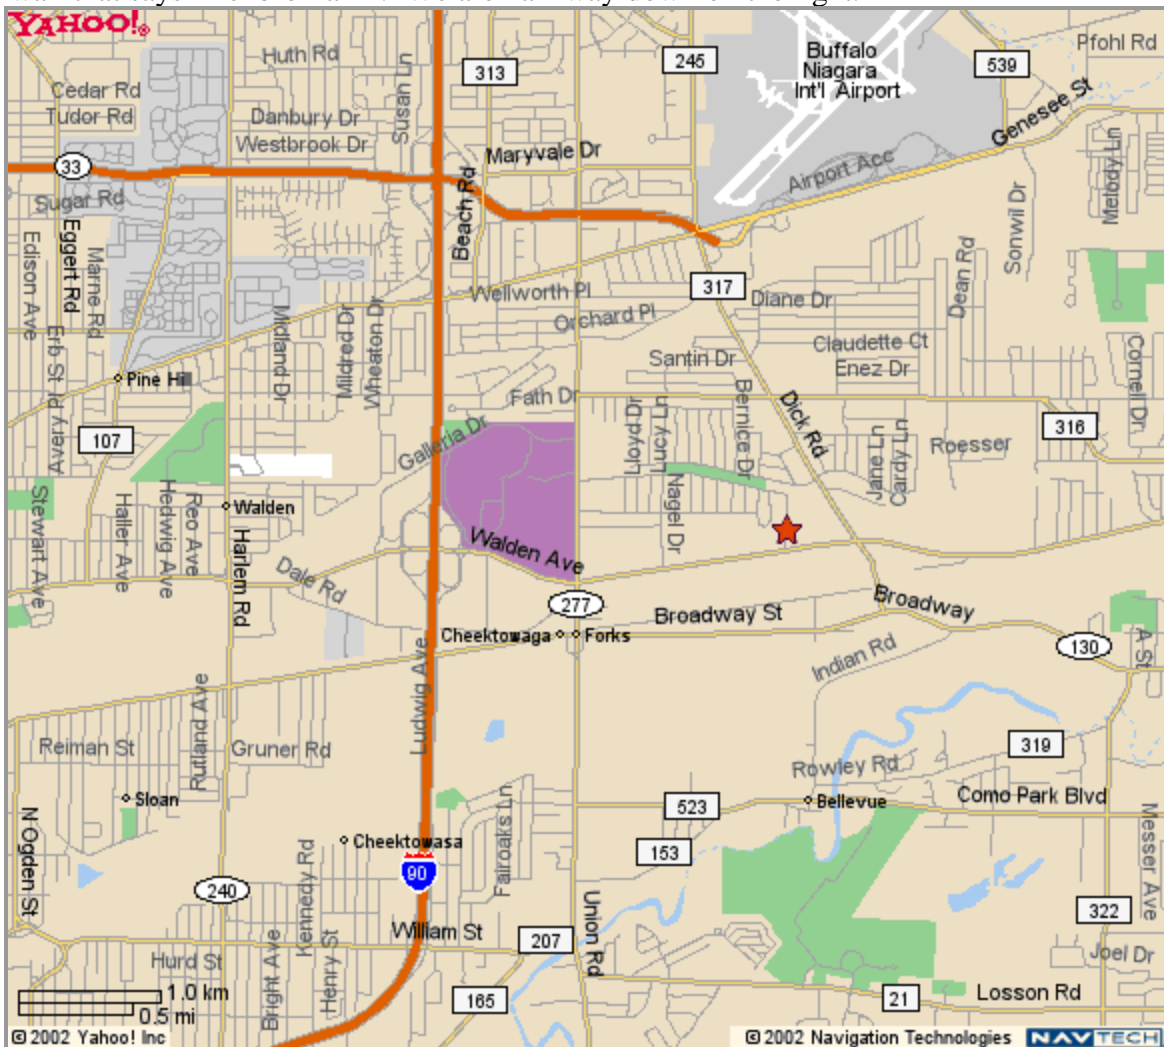 YAHOO!®
Huth Rd
Susan Ln
313
245
Buffalo
Niagara
Int'l Airport
539
Pfohl Rd
Cedar Rd
Tudor Rd
Danbury Dr
Westbrook Dr
Genesee St
33
Maryvale Dr
Airport Acc
Melody Ln
Sugar Rd
Beach Rd
Sonwil Dr
Edison Ave
Eggert Rd
Marne Rd
Dean Rd
317
Wellworth Pl
Diane Dr
Orchard Pl
Erb St
Midland Dr
Mildred Dr
Wheaton Dr
Santin Dr
Claudette Ct
Enez Dr
Cornell Dr
Pine Hill
Fath Dr
Bernice Dr
Dick Rd
Avery Pl
107
Galleria Dr
Lloyd Dr
Lucy Ln
316
Jane Ln
Cardy Ln
Roesser
Stewart Ave
Haller Ave
Hedwig Ave
Reo Ave
Walden
Nagel Dr
Harlem Rd
Walden Ave
Dale Rd
277
Broadway St
Broadway
Cheektowaga
Forks
130
A St
Indian Rd
Ludwig Ave
Rutland Ave
Reiman St
Gruner Rd
319
Rowley Rd
Sloan
523
Bellevue
Como Park Blvd
N Ogden St
Cheektowasa
Fairoaks Ln
153
Messer Ave
90
240
Kennedy Rd
Union Rd
322
William St
207
Hurd St
Bright Ave
Henry St
Joel Dr
1.0 km
0.5 mi
165
21
Losson Rd
© 2002 Yahoo! Inc
© 2002 Navigation Technologies
NAVTECH